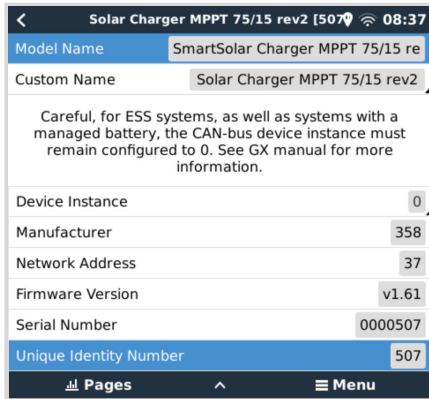 Solar Charger MPPT 75/15 rev2 [507 08:37
Model Name SmartSolar Charger MPPT 75/15 re
Custom Name Solar Charger MPPT 75/15 rev2
Careful, for ESS systems, as well as systems with a
managed battery, the CAN-bus device instance must
remain configured to 0. See GX manual for more
information.
Device Instance 0
Manufacturer 358
Network Address 37
Firmware Version v1.61
Serial Number 0000507
Unique Identity Number 507
Pages Menu